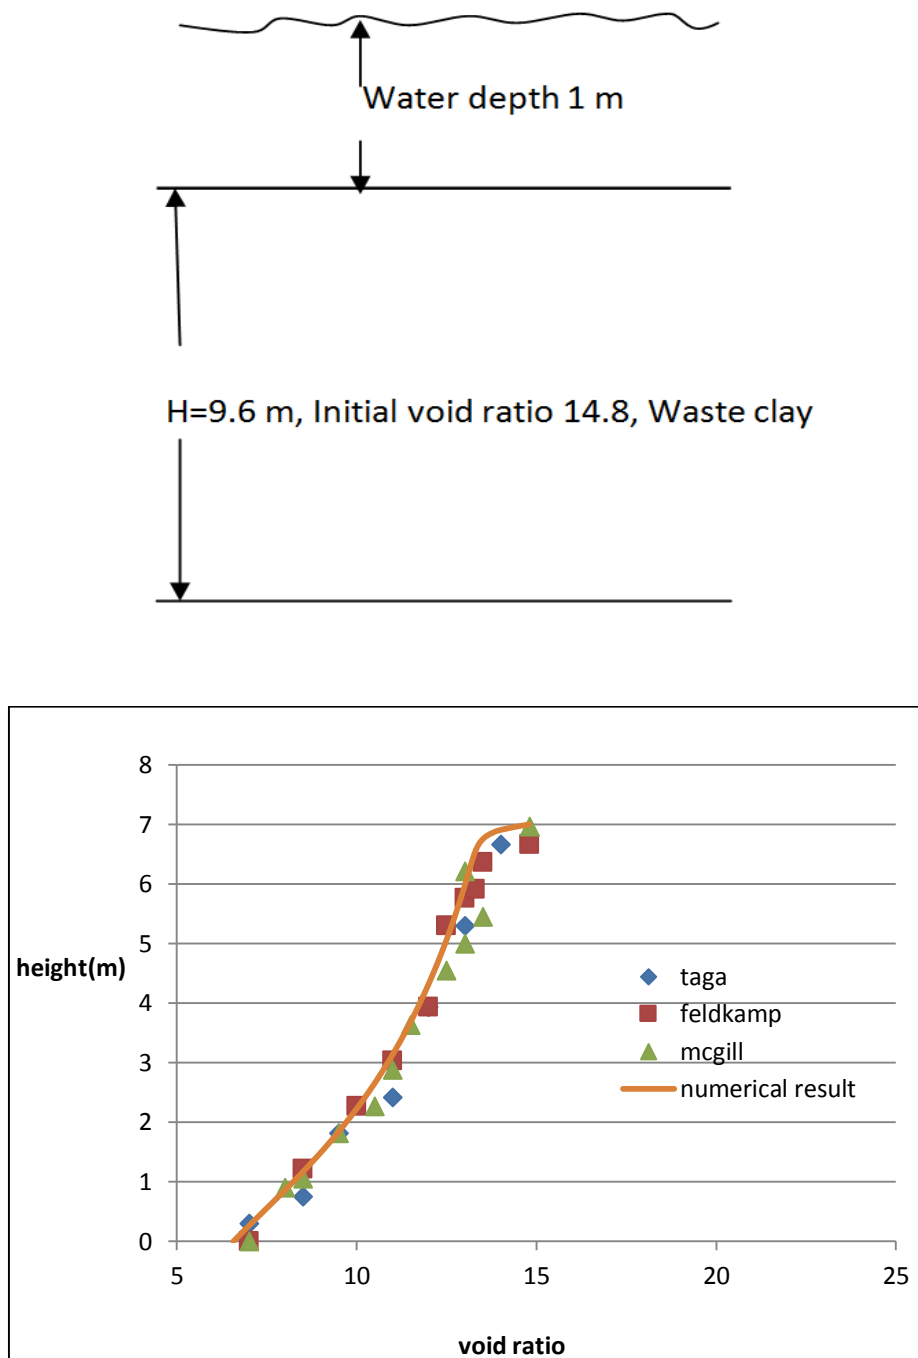 Water depth 1 m
H=9.6 m, Initial void ratio 14.8, Waste clay
8
7
6
5
height(m)
4
3
2
1
0
taga
feldkamp
mcgill
numerical result
5 10 15 20 25
void ratio